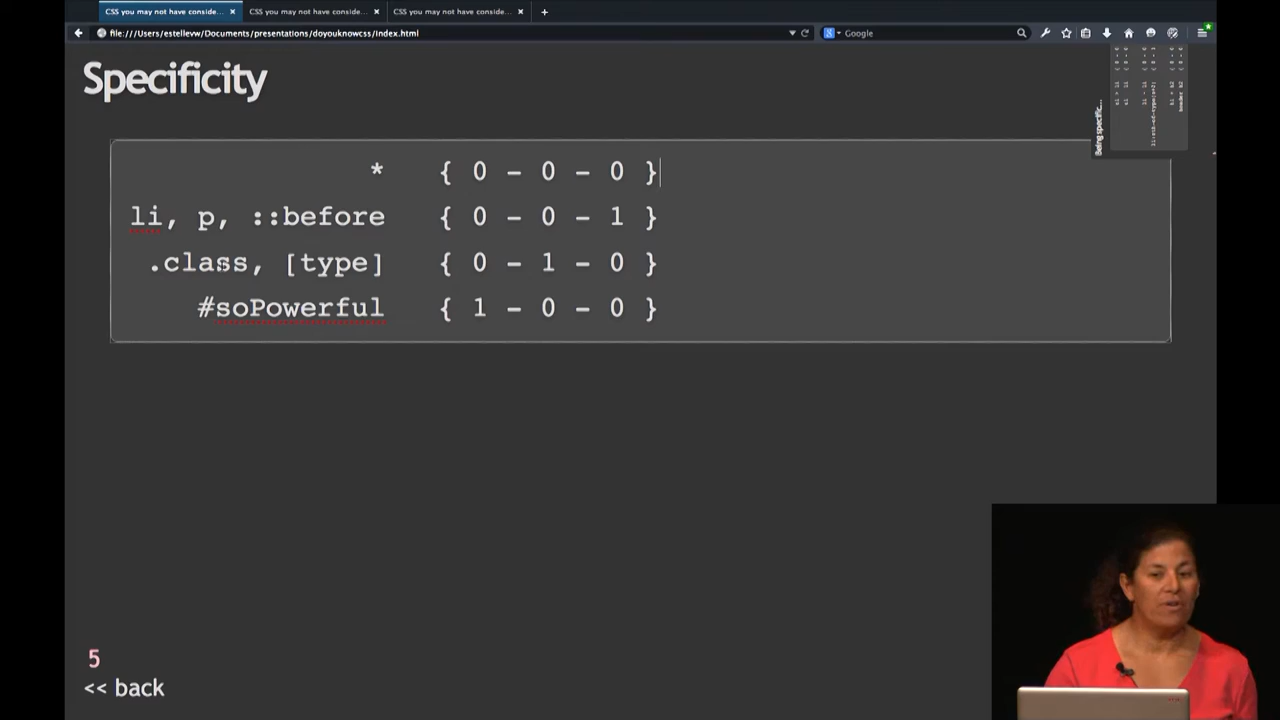 CSS you may not have conside... × CSS you may not have conside... × CSS you may not have conside... × +
file:///Users/estellevw/Documents/presentations/doyouknowcss/index.html
Google
Specificity
Being specific...
* { 0 - 0 - 0 }
li, p, ::before { 0 - 0 - 1 }
.class, [type] { 0 - 1 - 0 }
#soPowerful { 1 - 0 - 0 }
5
<< back